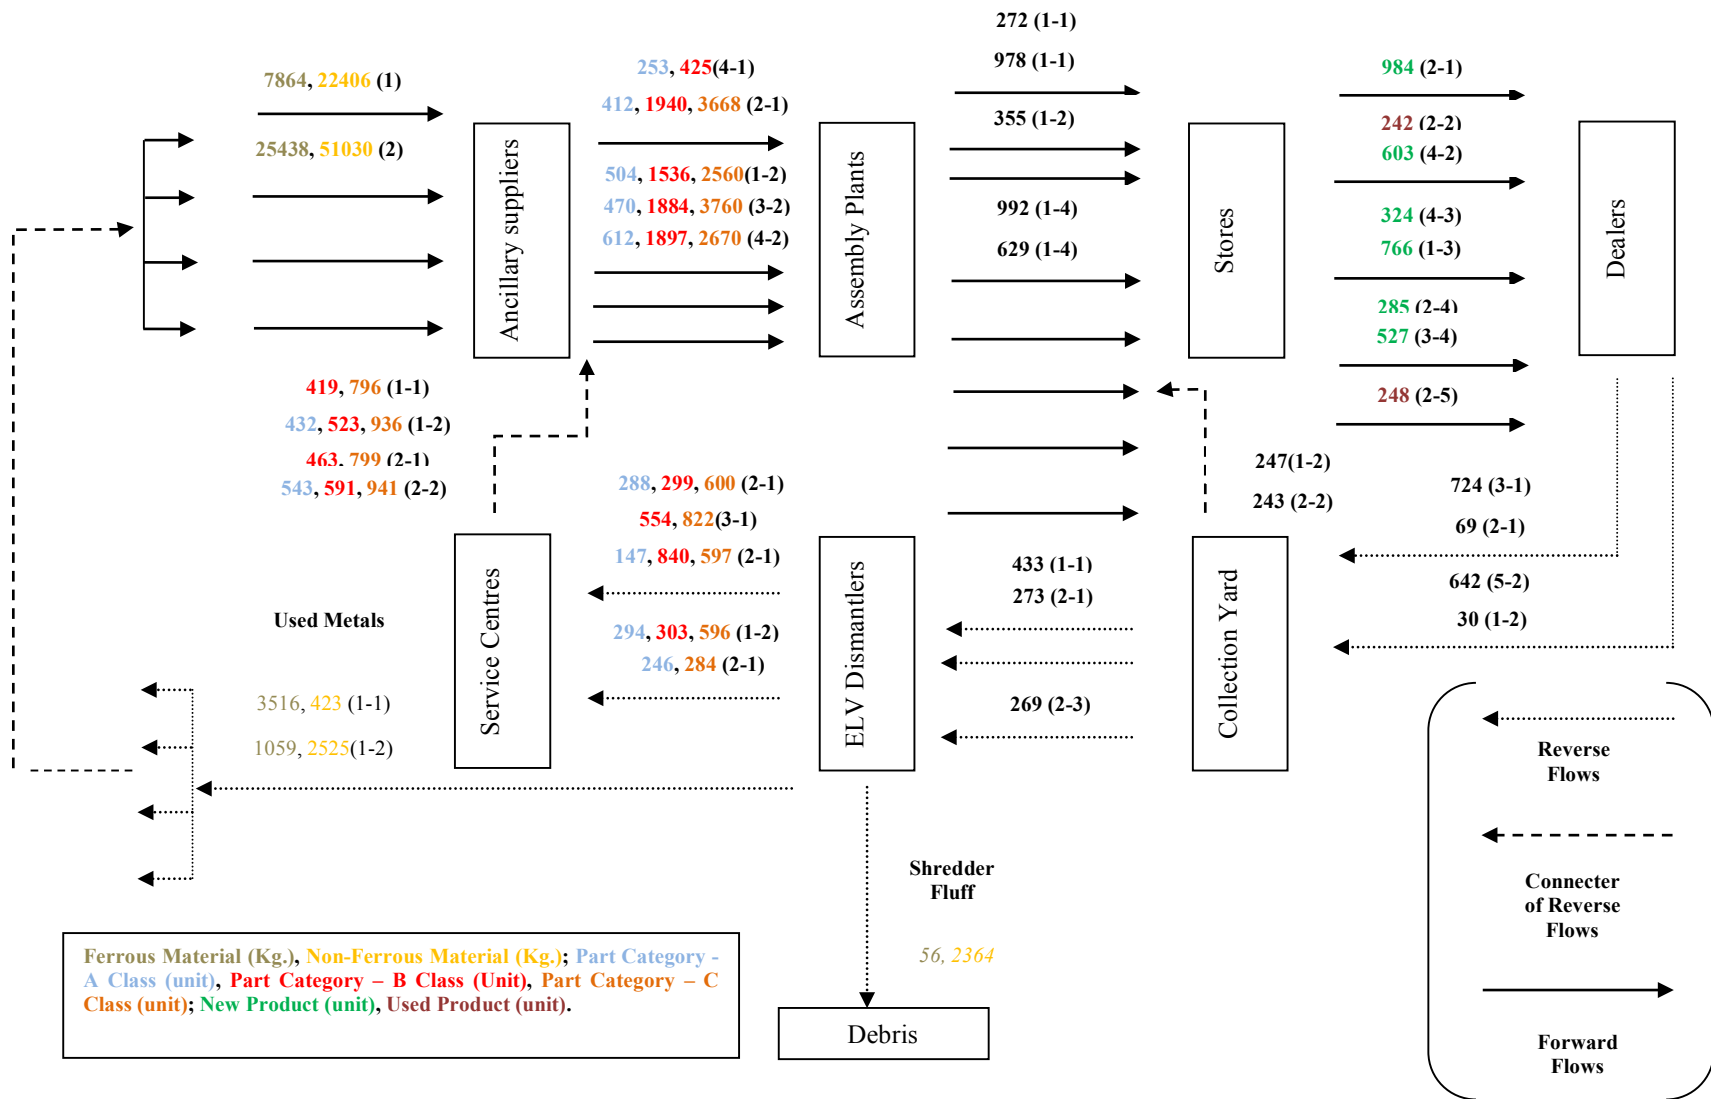 7864, 22406 (1)
25438, 51030 (2)
Ancillary suppliers
253, 425(4-1)
412, 1940, 3668 (2-1)
504, 1536, 2560(1-2)
470, 1884, 3760 (3-2)
612, 1897, 2670 (4-2)
Assembly Plants
272 (1-1)
978 (1-1)
355 (1-2)
992 (1-4)
629 (1-4)
Stores
984 (2-1)
242 (2-2)
603 (4-2)
324 (4-3)
766 (1-3)
285 (2-4)
527 (3-4)
248 (2-5)
Dealers
419, 796 (1-1)
432, 523, 936 (1-2)
463, 799 (2-1)
543, 591, 941 (2-2)
Service Centres
288, 299, 600 (2-1)
554, 822(3-1)
147, 840, 597 (2-1)
294, 303, 596 (1-2)
246, 284 (2-1)
ELV Dismantlers
433 (1-1)
273 (2-1)
269 (2-3)
Collection Yard
247(1-2)
243 (2-2)
724 (3-1)
69 (2-1)
642 (5-2)
30 (1-2)
Used Metals
3516, 423 (1-1)
1059, 2525(1-2)
Shredder
Fluff
56, 2364
Debris
Reverse
Flows
Connecter
of Reverse
Flows
Forward
Flows
Ferrous Material (Kg.), Non-Ferrous Material (Kg.); Part Category -
A Class (unit), Part Category – B Class (Unit), Part Category – C
Class (unit); New Product (unit), Used Product (unit).